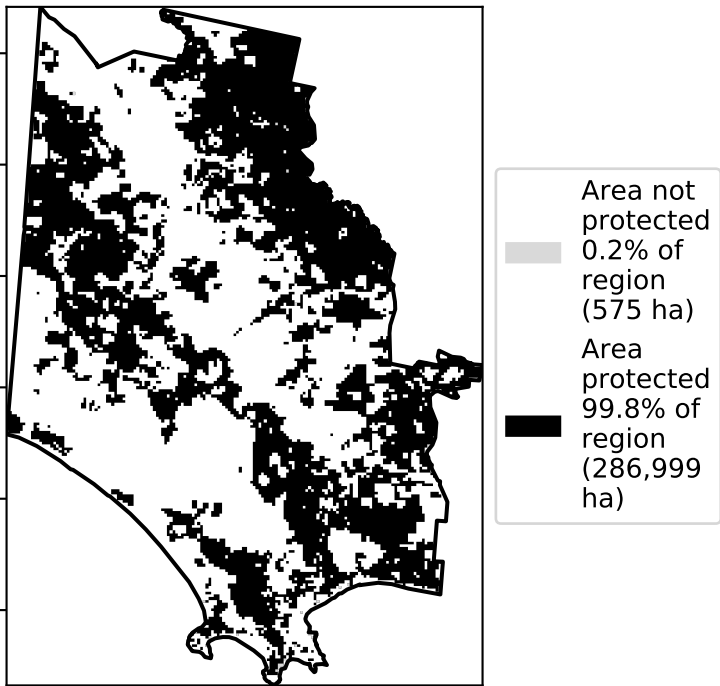 Area not
protected
0.2% of
region
(575 ha)
Area
protected
99.8% of
region
(286,999
ha)